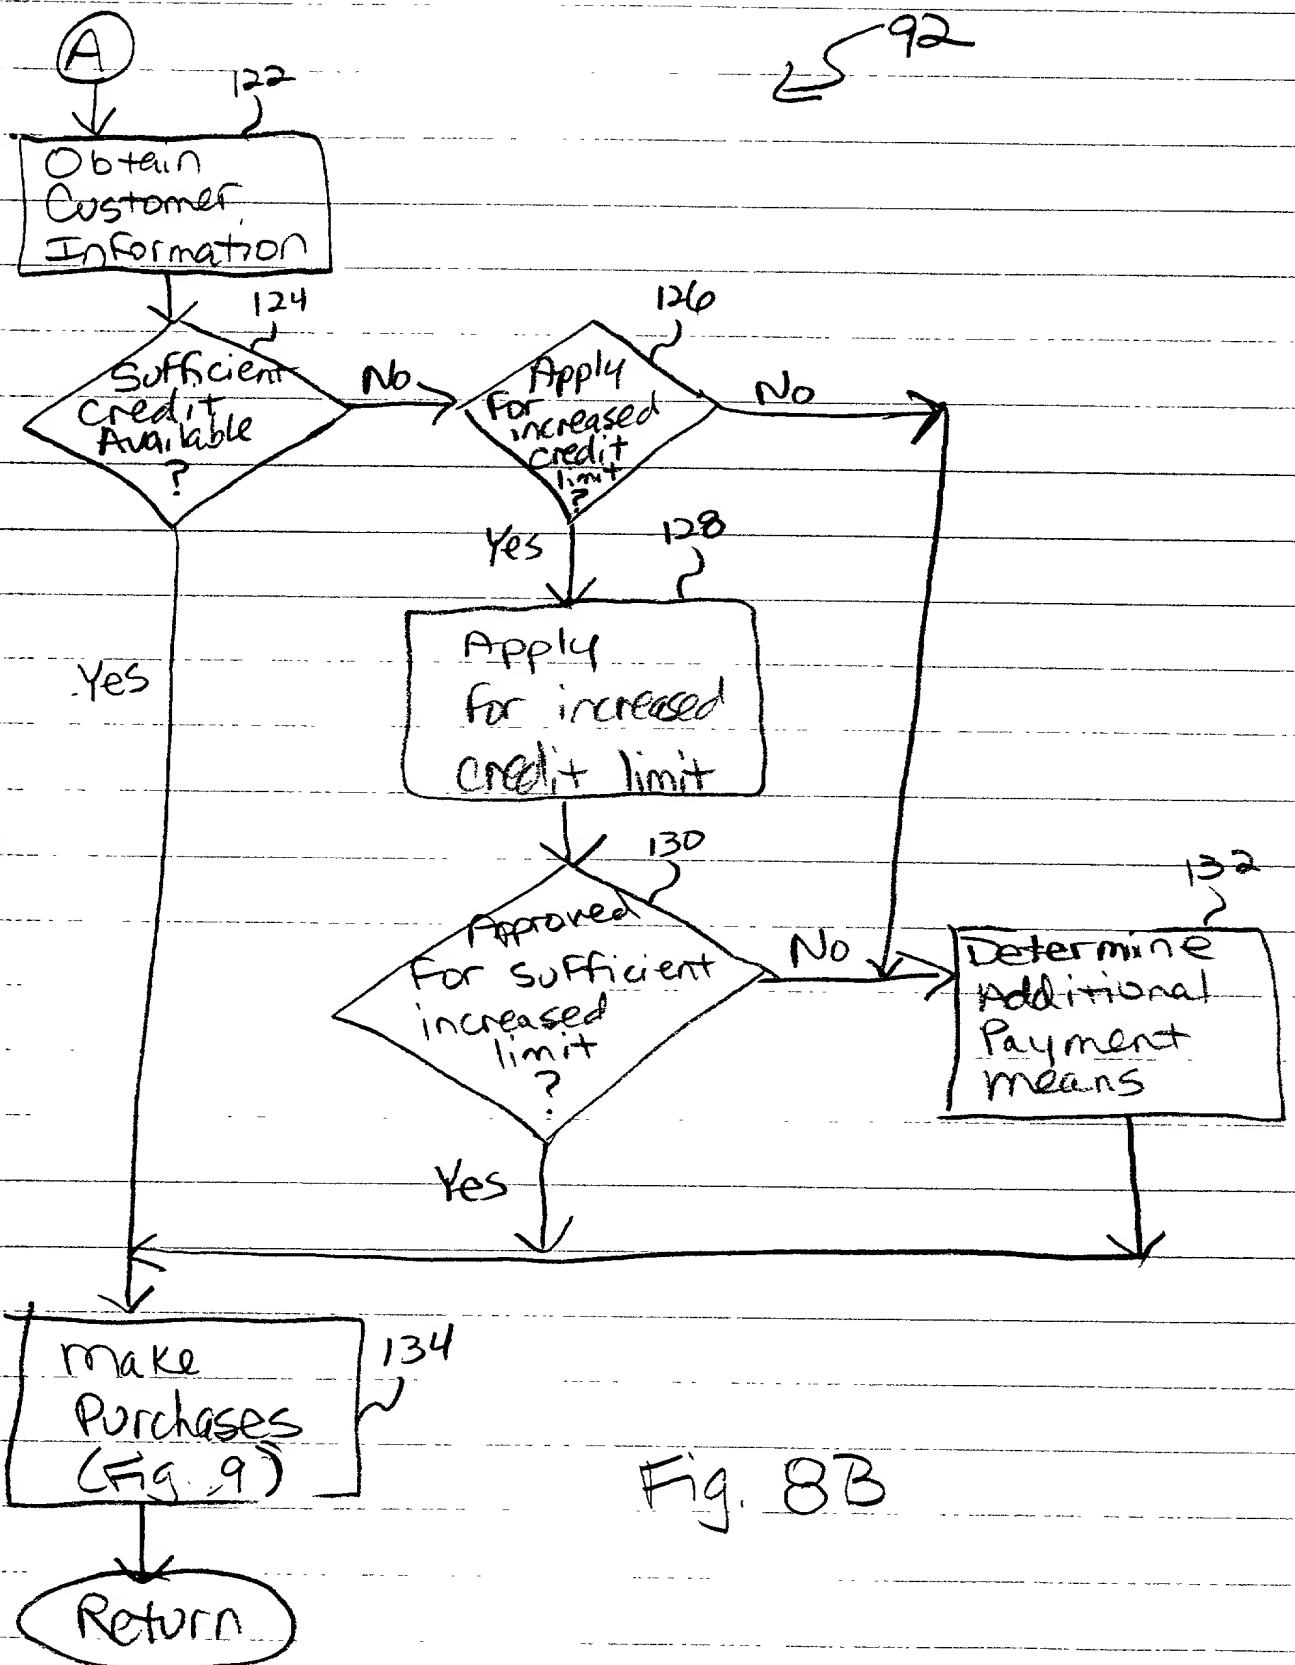 A
92
122
Obtain
Customer
Information
124
Sufficient
credit
Available
?
No
126
Apply
For
increased
credit
limit
?
No
Yes
128
Apply
for increased
credit limit
Yes
130
Approved
For sufficient
increased
limit
?
No
132
Determine
Additional
Payment
means
Yes
134
make
Purchases
(Fig. 9)
Fig. 8B
Return